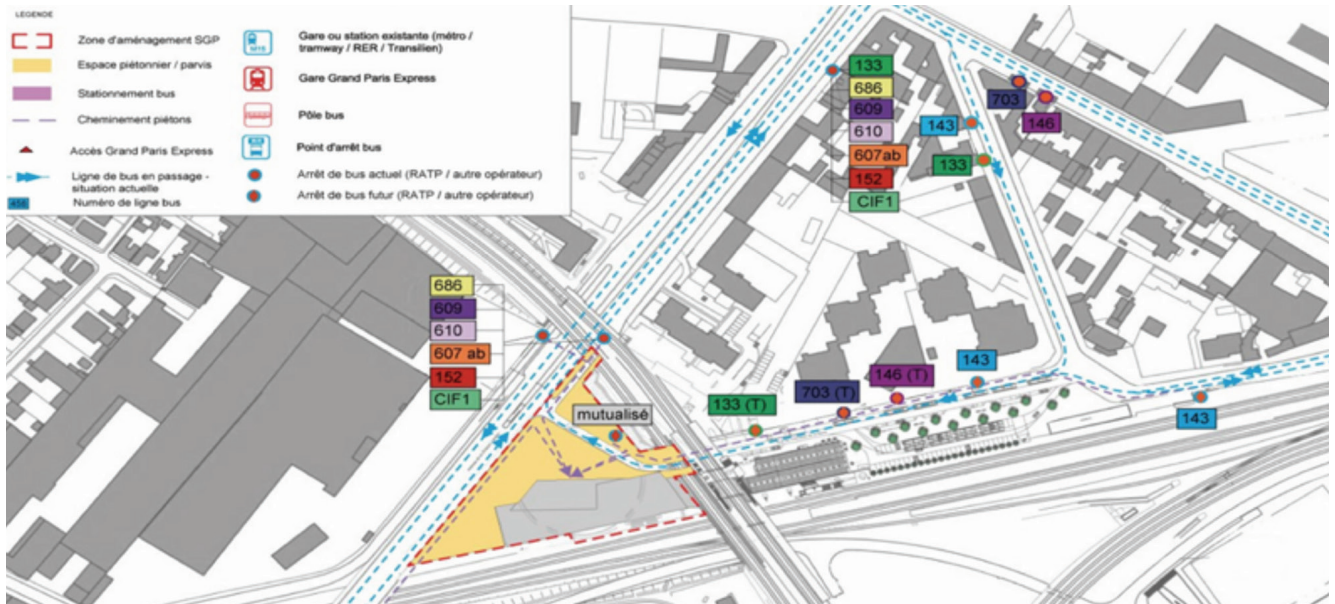 LEGENDE
Zone d'aménagement SGP
Espace piétonnier / parvis
Stationnement bus
Cheminement piétons
Accès Grand Paris Express
Ligne de bus en passage -
situation actuelle
456
Numéro de ligne bus
Gare ou station existante (métro /
tramway / RER / Transilien)
Gare Grand Paris Express
Pôle bus
Point d'arrêt bus
Arrêt de bus actuel (RATP / autre opérateur)
Arrêt de bus futur (RATP / autre opérateur)
133
686
609
610
607ab
152
CIF1
703
146
143
133
686
609
610
607 ab
152
CIF1
mutualisé
133 (T)
703 (T)
146 (T)
143
143